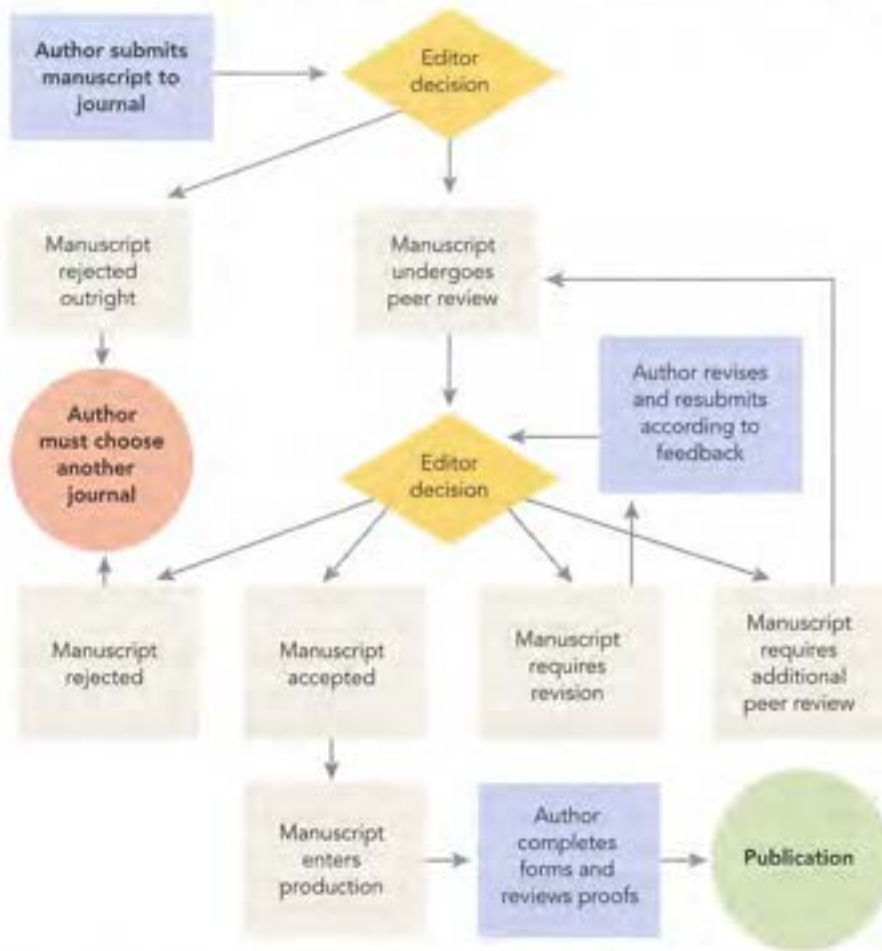 Author submits
manuscript to
journal
Editor
decision
Manuscript
rejected
outright
Manuscript
undergoes
peer review
Author
must choose
another
journal
Editor
decision
Author revises
and resubmits
according to
feedback
Manuscript
rejected
Manuscript
accepted
Manuscript
requires
revision
Manuscript
requires
additional
peer review
Manuscript
enters
production
Author
completes
forms and
reviews proofs
Publication